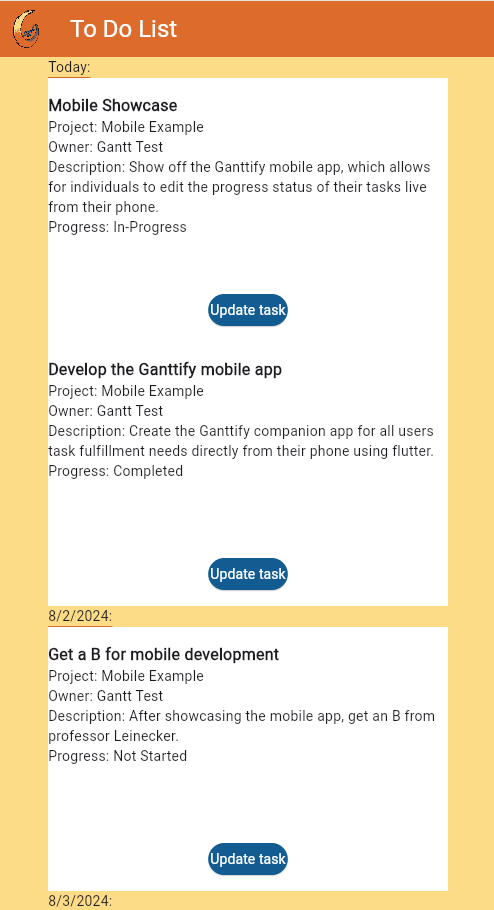 To Do List
Today:
Mobile Showcase
Project: Mobile Example
Owner: Gantt Test
Description: Show off the Ganttify mobile app, which allows
for individuals to edit the progress status of their tasks live
from their phone.
Progress: In-Progress
Update task
Develop the Ganttify mobile app
Project: Mobile Example
Owner: Gantt Test
Description: Create the Ganttify companion app for all users
task fulfillment needs directly from their phone using flutter.
Progress: Completed
Update task
8/2/2024:
Get a B for mobile development
Project: Mobile Example
Owner: Gantt Test
Description: After showcasing the mobile app, get an B from
professor Leinecker.
Progress: Not Started
Update task
8/3/2024: